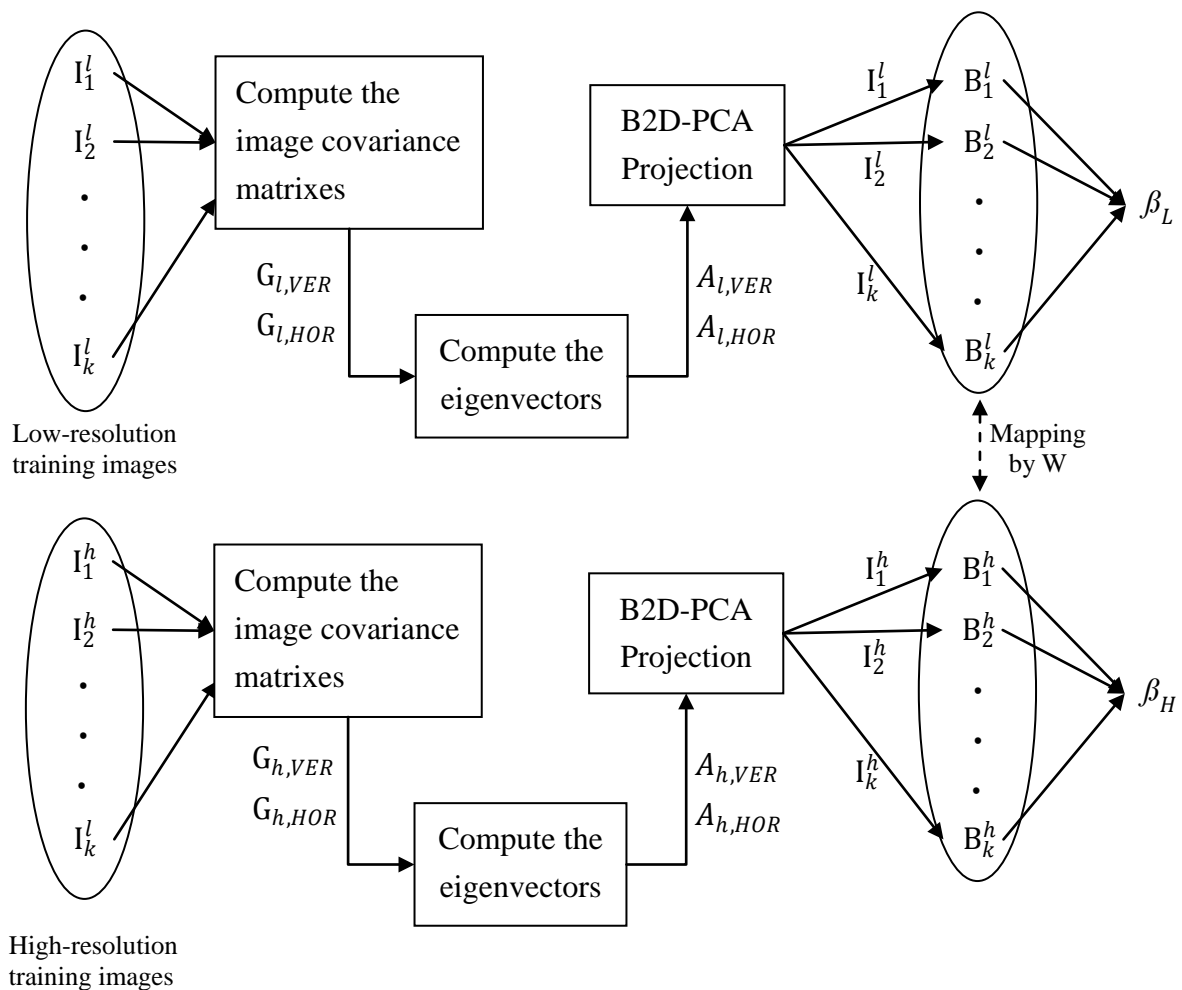 I₁ˡ
I₂ˡ
.
.
.
Iₖˡ
Low-resolution
training images
Compute the
image covariance
matrixes
G_{l,VER}
G_{l,HOR}
Compute the
eigenvectors
A_{l,VER}
A_{l,HOR}
B2D-PCA
Projection
I₁ˡ
I₂ˡ
Iₖˡ
B₁ˡ
B₂ˡ
.
.
.
Bₖˡ
β_L
Mapping
by W
I₁ʰ
I₂ʰ
.
.
.
Iₖˡ
High-resolution
training images
Compute the
image covariance
matrixes
G_{h,VER}
G_{h,HOR}
Compute the
eigenvectors
A_{h,VER}
A_{h,HOR}
B2D-PCA
Projection
I₁ʰ
I₂ʰ
Iₖʰ
B₁ʰ
B₂ʰ
.
.
.
Bₖʰ
β_H